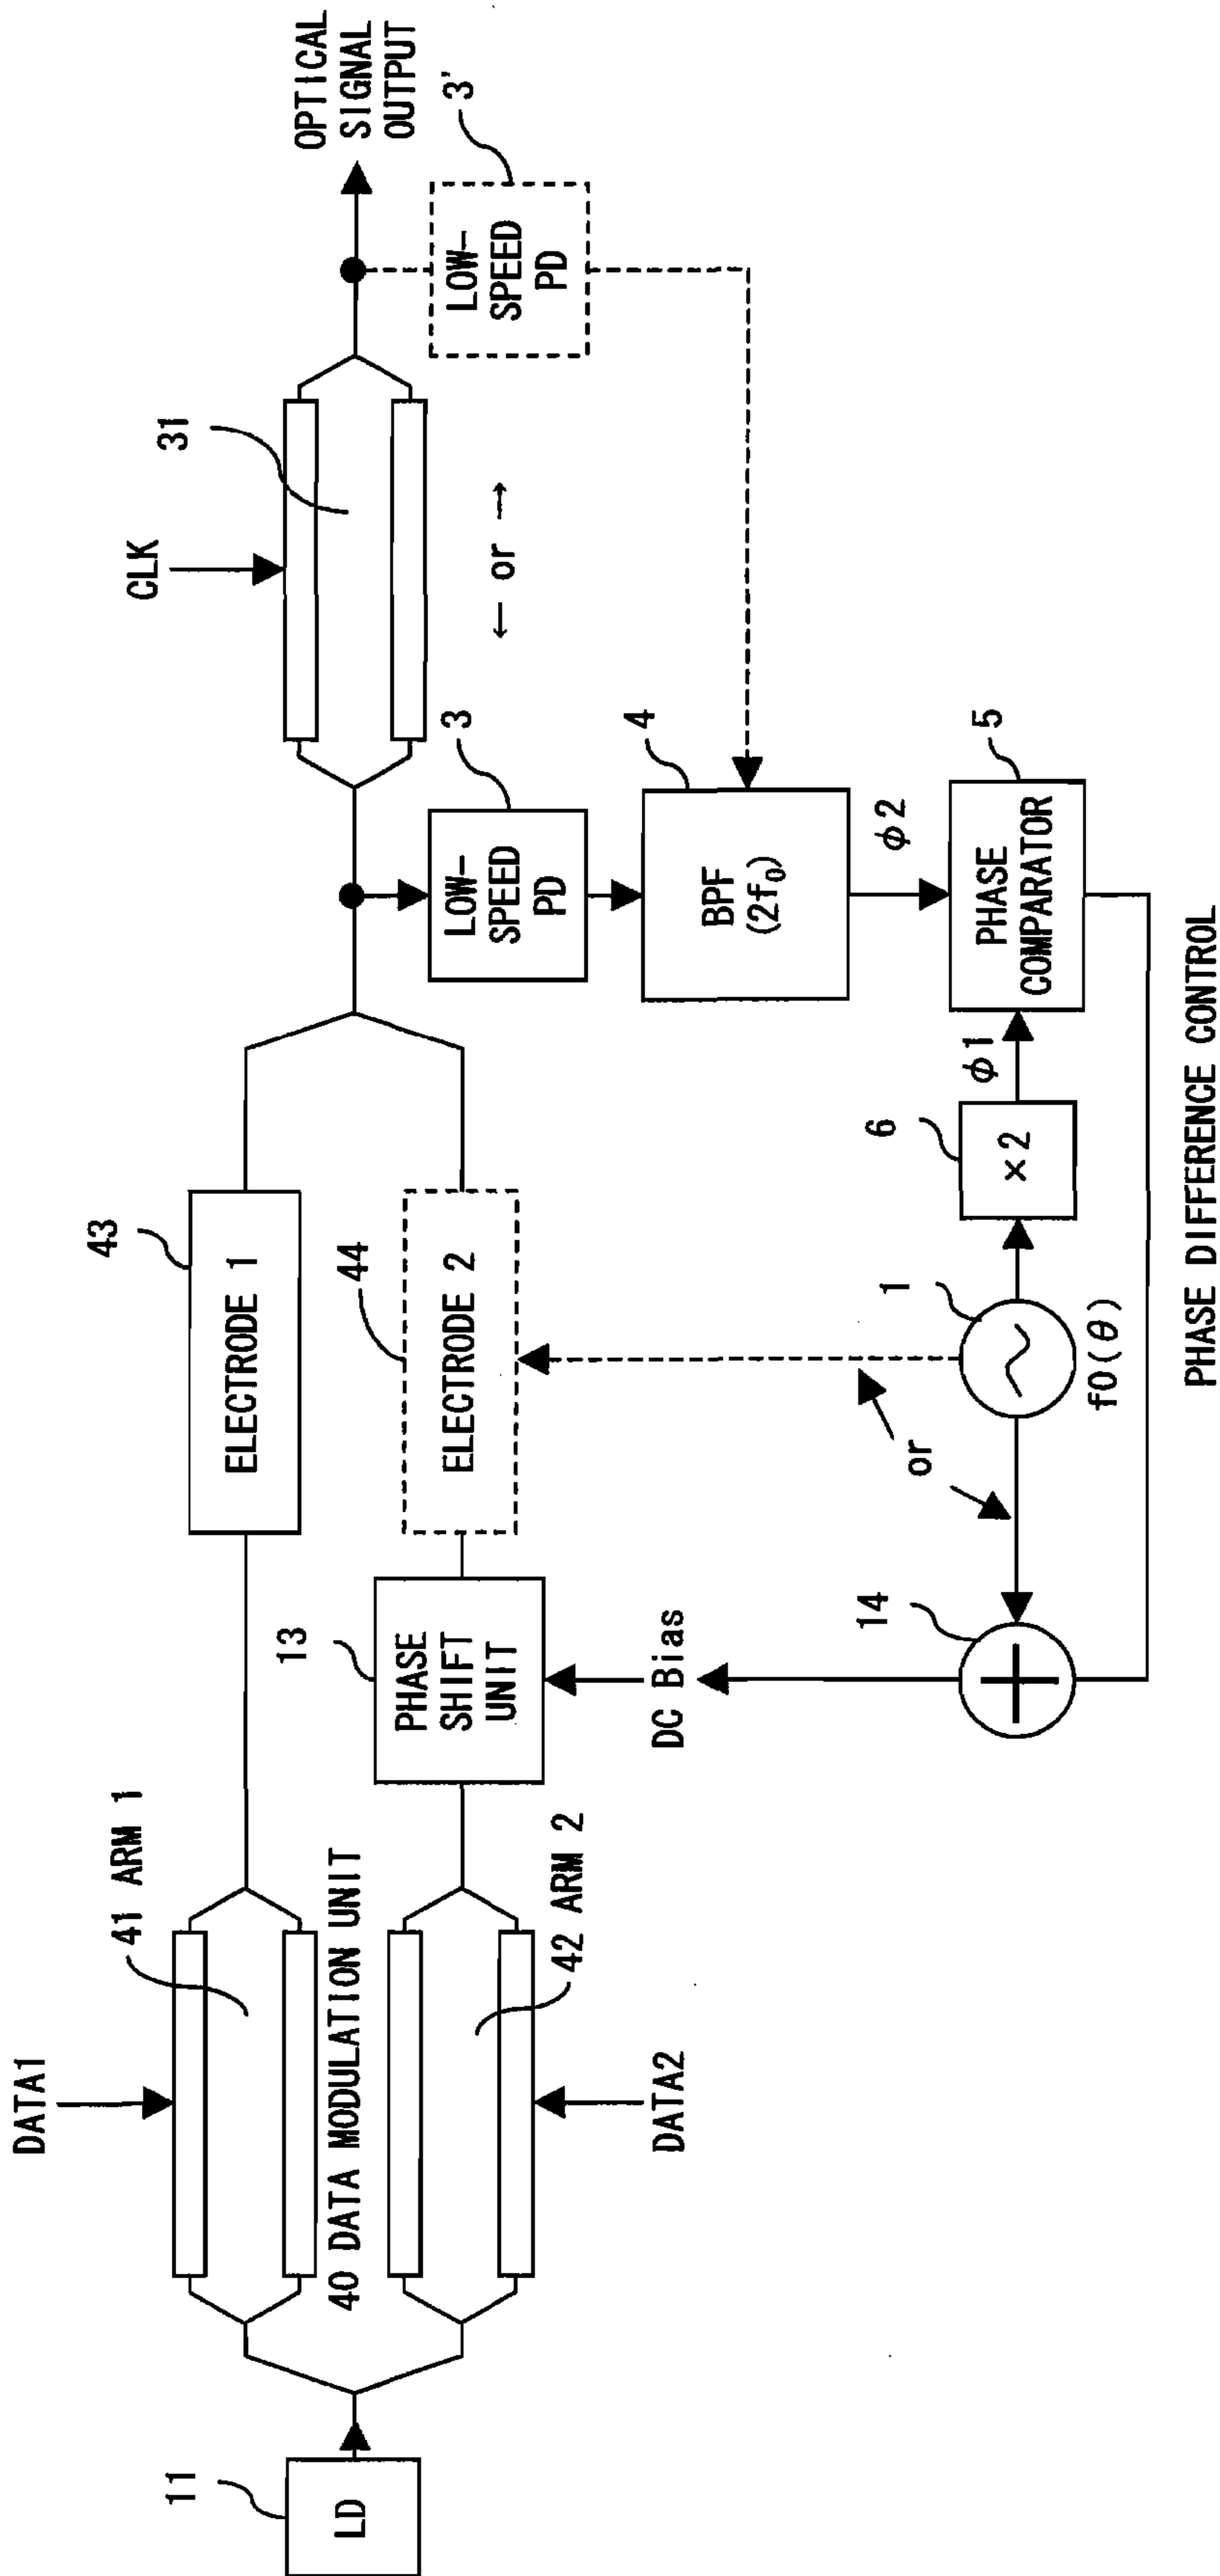 11
LD
DATA1
41 ARM 1
40 DATA MODULATION UNIT
42 ARM 2
DATA2
13
PHASE
SHIFT
UNIT
DC Bias
43
ELECTRODE 1
44
ELECTRODE 2
CLK
31
OPTICAL
SIGNAL
OUTPUT
3
LOW-
SPEED
PD
← or →
3'
LOW-
SPEED
PD
4
BPF
(2f₀)
φ2
14
or
1
f0(θ)
6
×2
φ1
5
PHASE
COMPARATOR
PHASE DIFFERENCE CONTROL